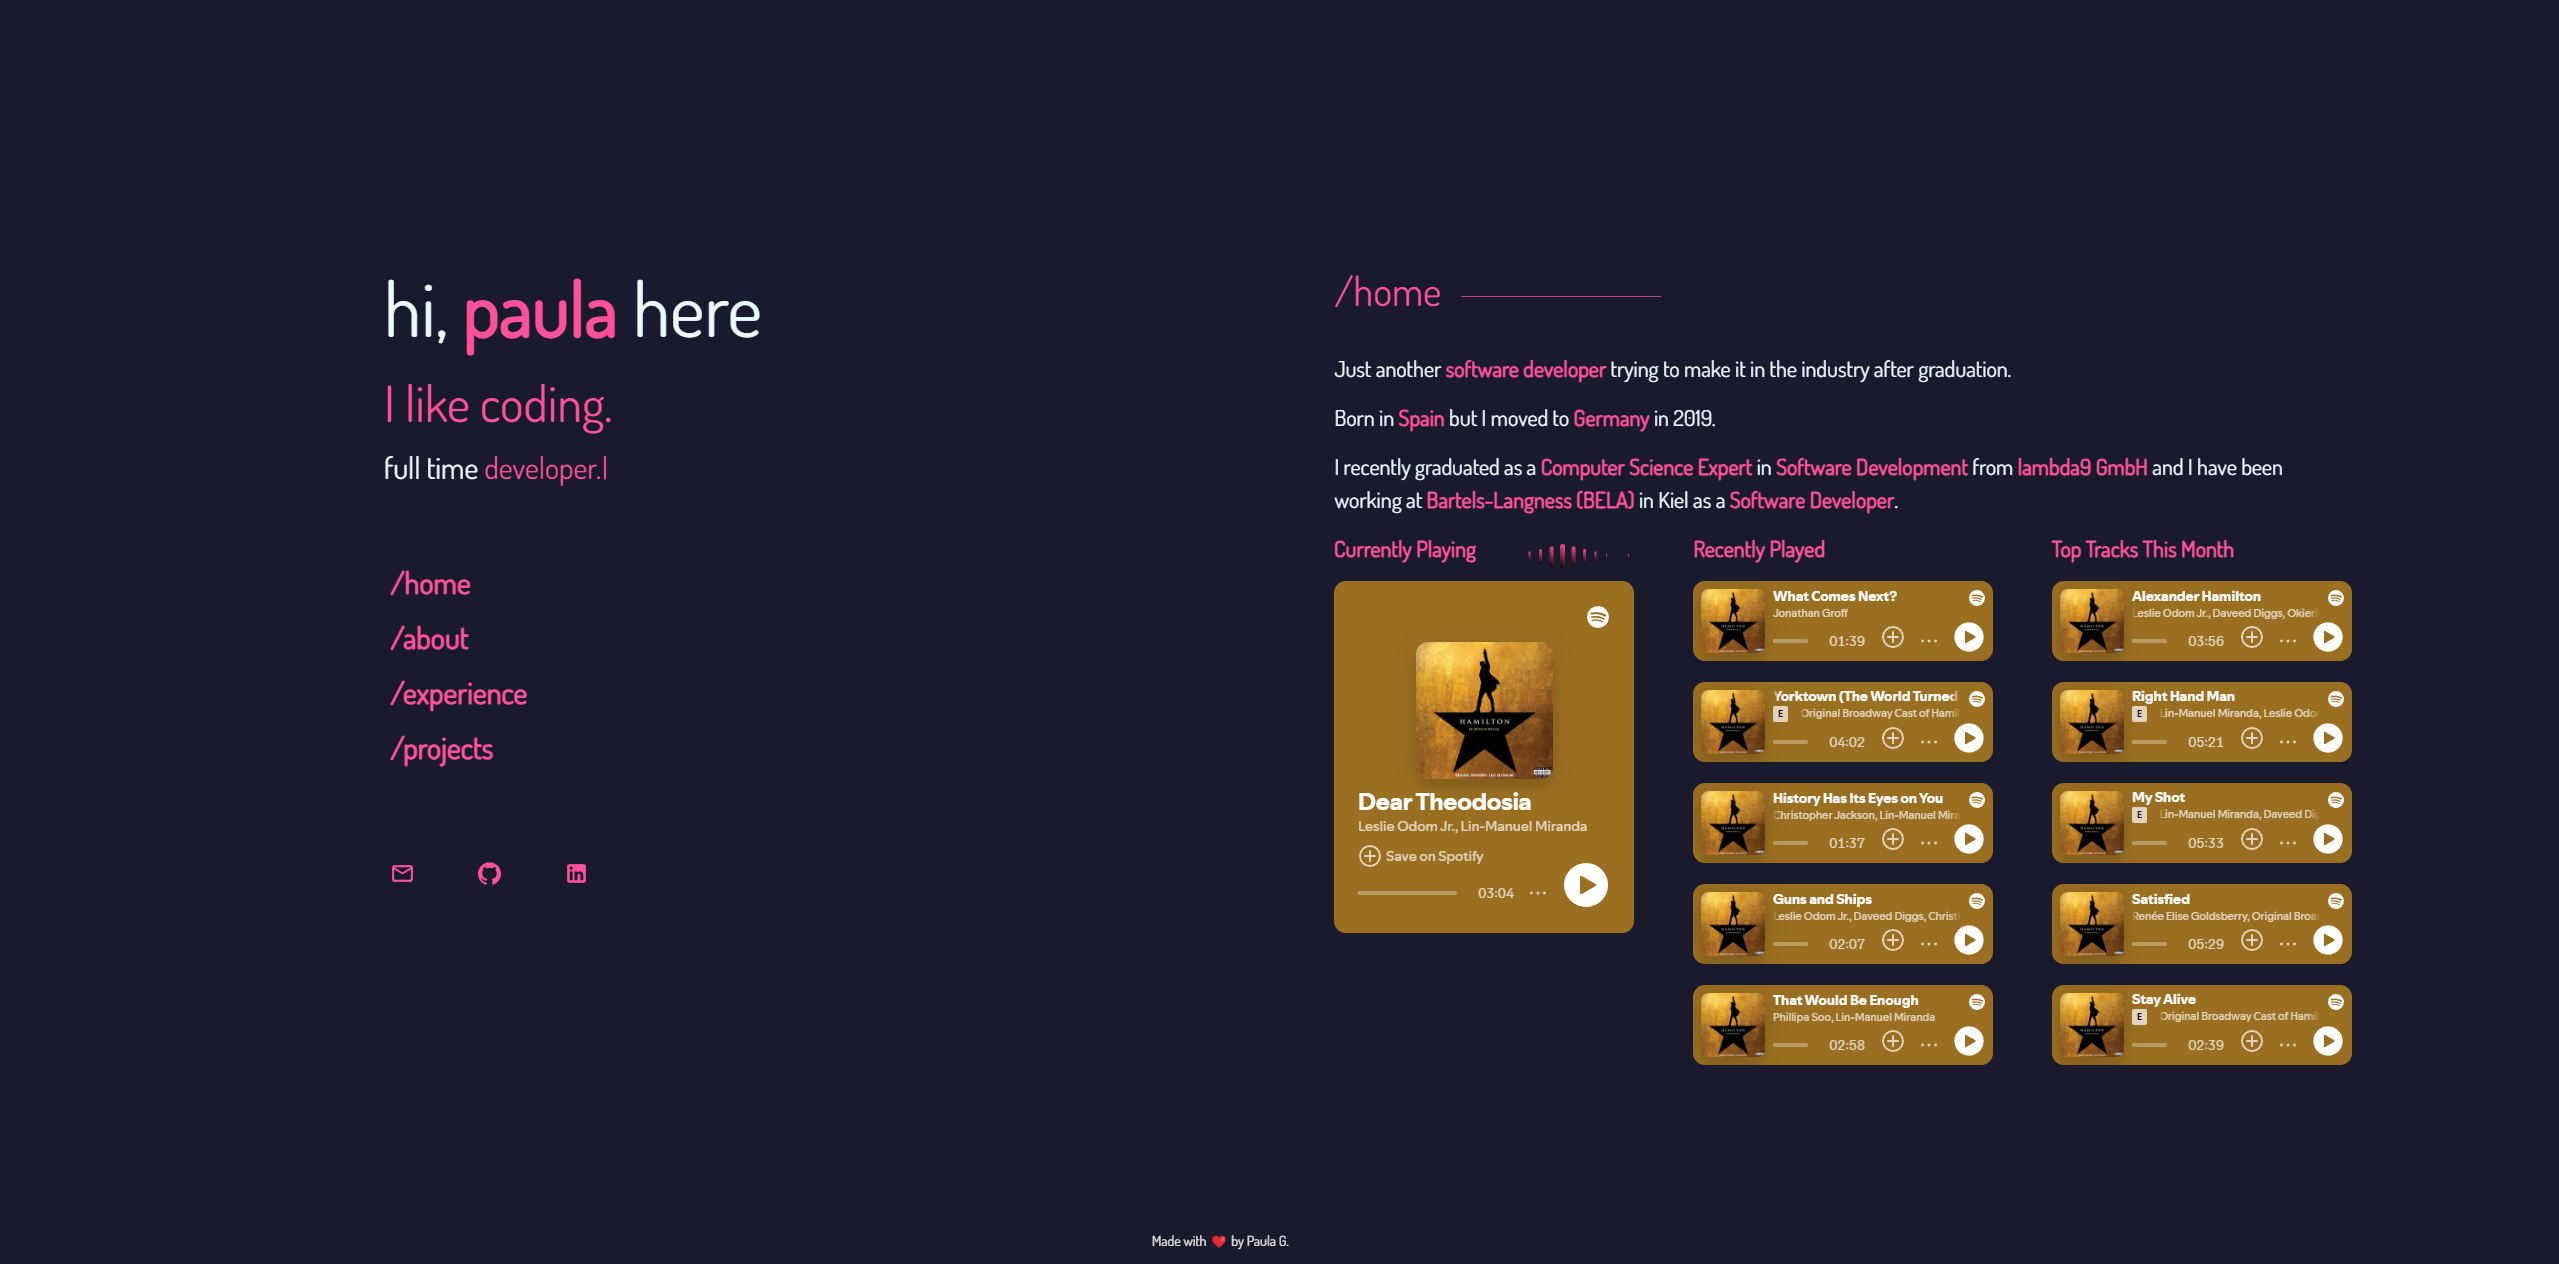 hi, paula here
I like coding.
full time developer.|
/home
/about
/experience
/projects
/home
Just another software developer trying to make it in the industry after graduation.
Born in Spain but I moved to Germany in 2019.
I recently graduated as a Computer Science Expert in Software Development from lambda9 GmbH and I have been
working at Bartels-Langness (BELA) in Kiel as a Software Developer.
Currently Playing
HAMILTON
Dear Theodosia
Leslie Odom Jr., Lin-Manuel Miranda
Save on Spotify
03:04
Recently Played
What Comes Next?
Jonathan Groff
01:39
Yorktown (The World Turned
E Original Broadway Cast of Hamil
04:02
History Has Its Eyes on You
Christopher Jackson, Lin-Manuel Mira
01:37
Guns and Ships
Leslie Odom Jr., Daveed Diggs, Christ
02:07
That Would Be Enough
Phillipa Soo, Lin-Manuel Miranda
02:58
Top Tracks This Month
Alexander Hamilton
Leslie Odom Jr., Daveed Diggs, Okieri
03:56
Right Hand Man
E Lin-Manuel Miranda, Leslie Odo
05:21
My Shot
E Lin-Manuel Miranda, Daveed Dig
05:33
Satisfied
Renée Elise Goldsberry, Original Broa
05:29
Stay Alive
E Original Broadway Cast of Hamil
02:39
Made with ❤️ by Paula G.